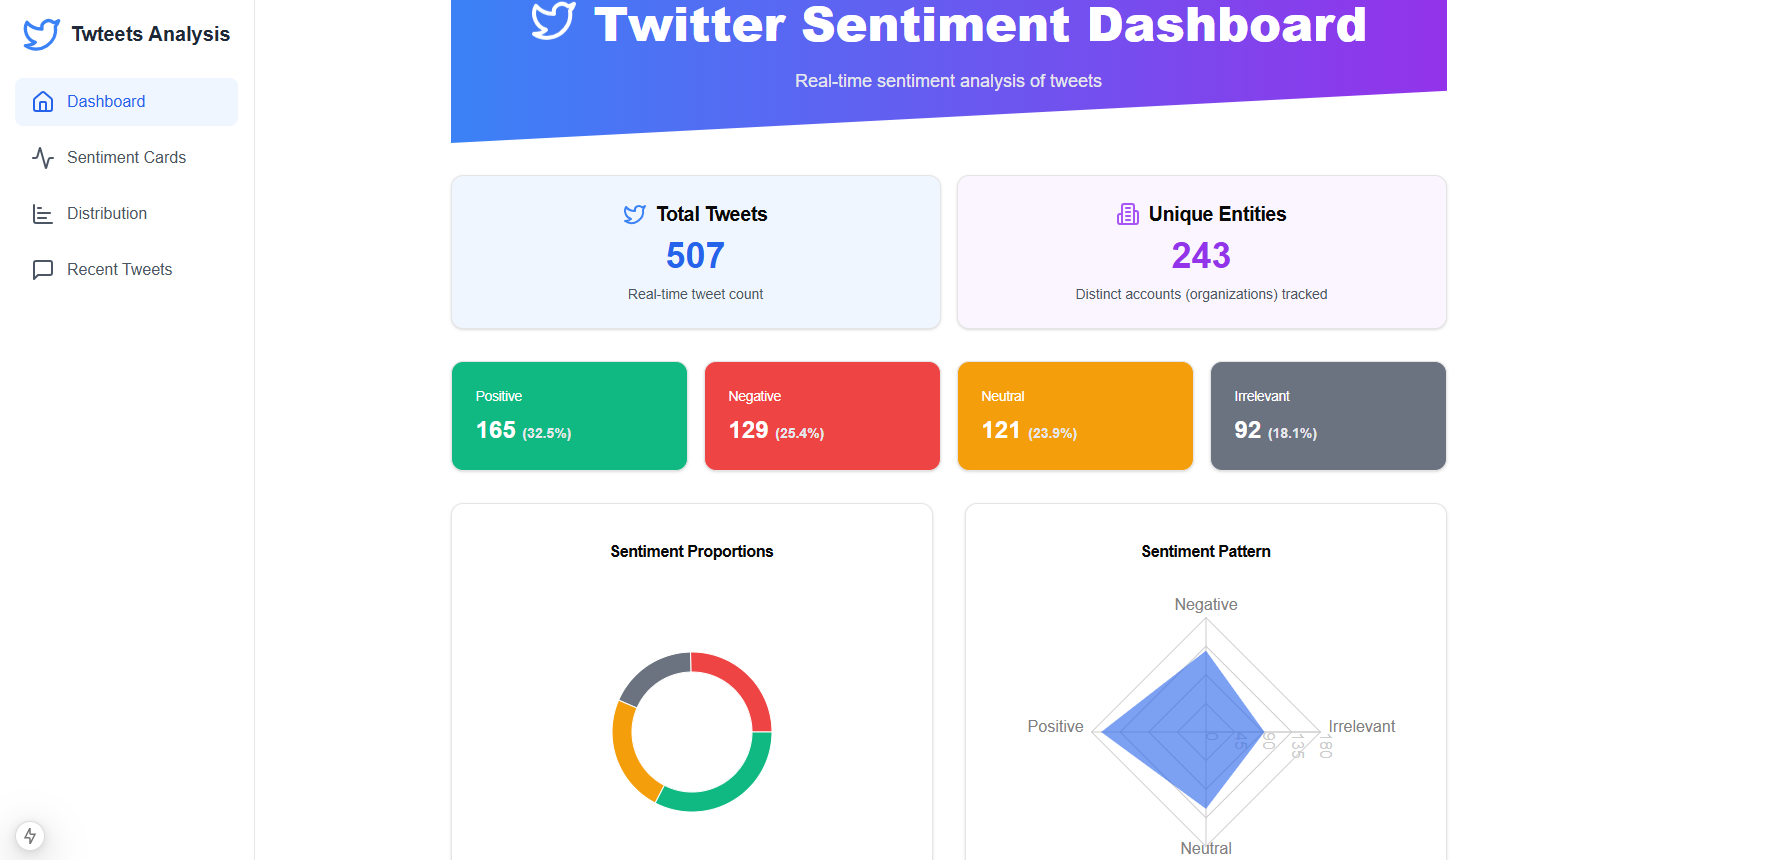 Twteets Analysis
Dashboard
Sentiment Cards
Distribution
Recent Tweets
Twitter Sentiment Dashboard
Real-time sentiment analysis of tweets
Total Tweets
507
Real-time tweet count
Unique Entities
243
Distinct accounts (organizations) tracked
Positive
165 (32.5%)
Negative
129 (25.4%)
Neutral
121 (23.9%)
Irrelevant
92 (18.1%)
Sentiment Proportions
Sentiment Pattern
Negative
Positive
Irrelevant
0
45
90
135
180
Neutral